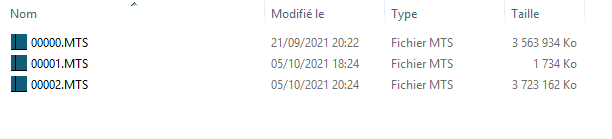 Nom Modifié le Type Taille
00000.MTS 21/09/2021 20:22 Fichier MTS 3 563 934 Ko
00001.MTS 05/10/2021 18:24 Fichier MTS 1 734 Ko
00002.MTS 05/10/2021 20:24 Fichier MTS 3 723 162 Ko